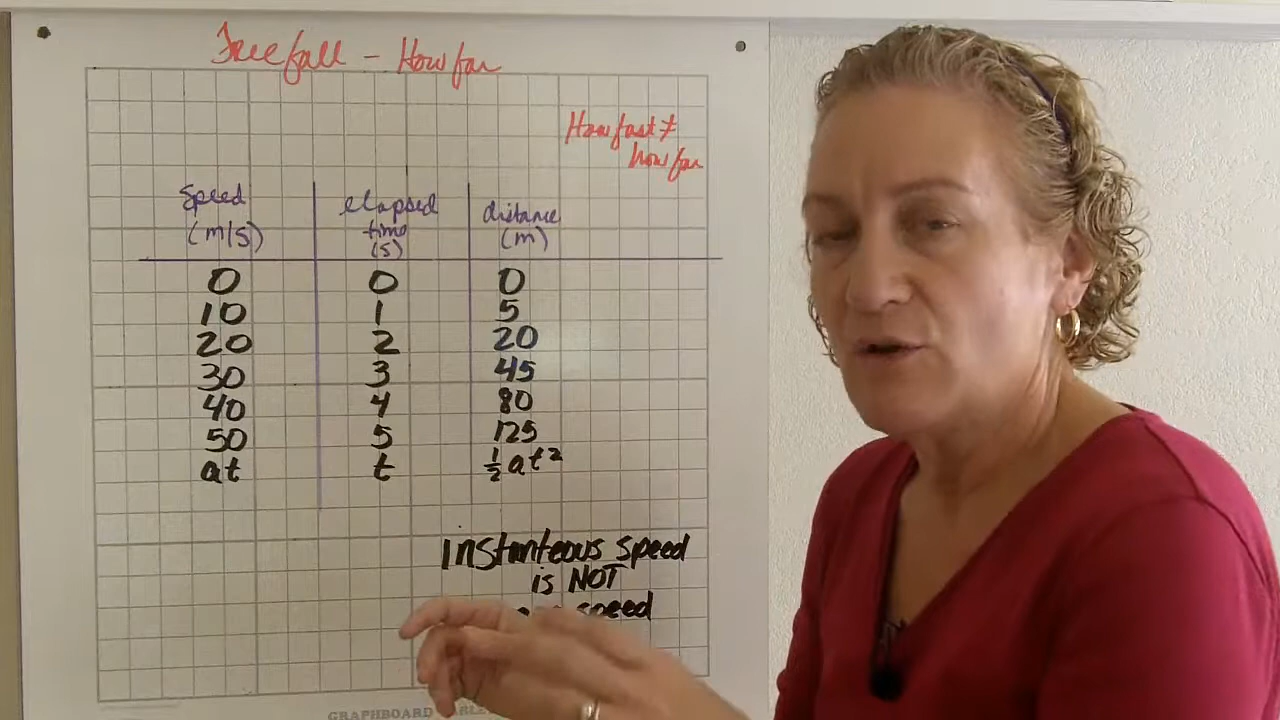 Free fall - How far
How fast ≠
how far
Speed
(m/s)
elapsed
time
(s)
distance
(m)
0 0 0
10 1 5
20 2 20
30 3 45
40 4 80
50 5 125
at t ½at²
instanteous speed
is NOT
speed
GRAPHBOARD